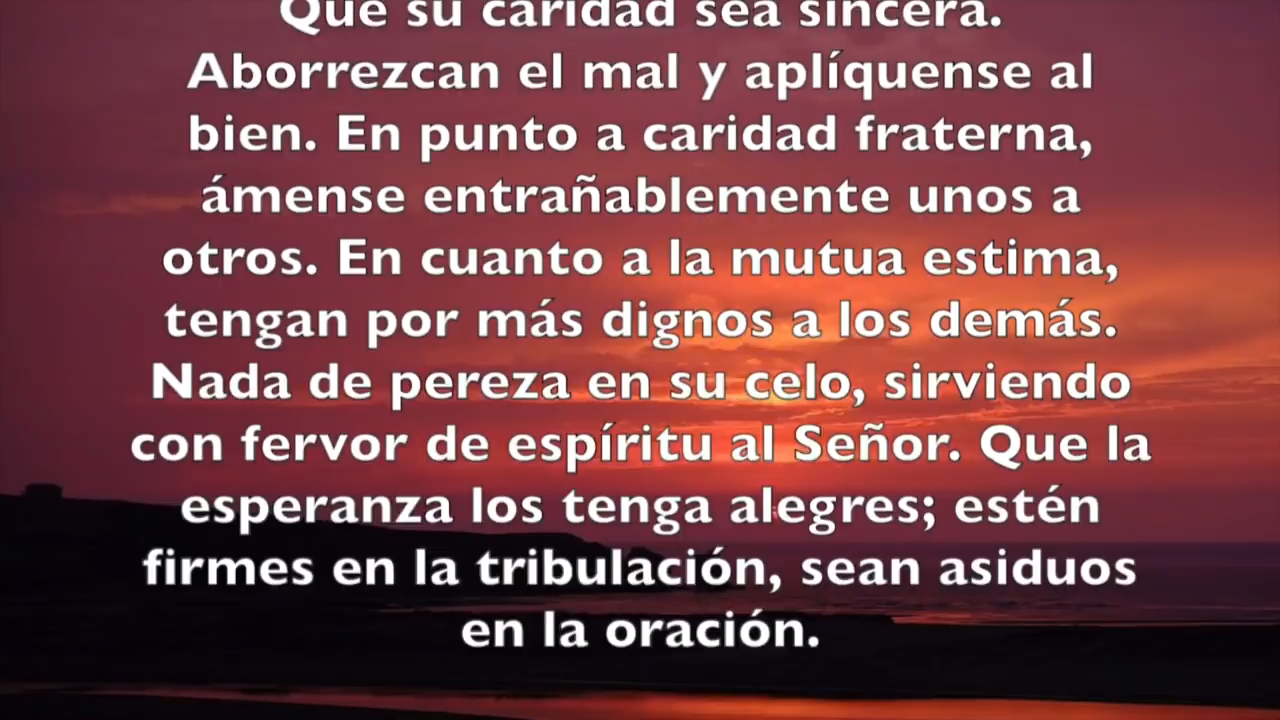 Que su caridad sea sincera.
Aborrezcan el mal y aplíquense al
bien. En punto a caridad fraterna,
ámense entrañablemente unos a
otros. En cuanto a la mutua estima,
tengan por más dignos a los demás.
Nada de pereza en su celo, sirviendo
con fervor de espíritu al Señor. Que la
esperanza los tenga alegres; estén
firmes en la tribulación, sean asiduos
en la oración.